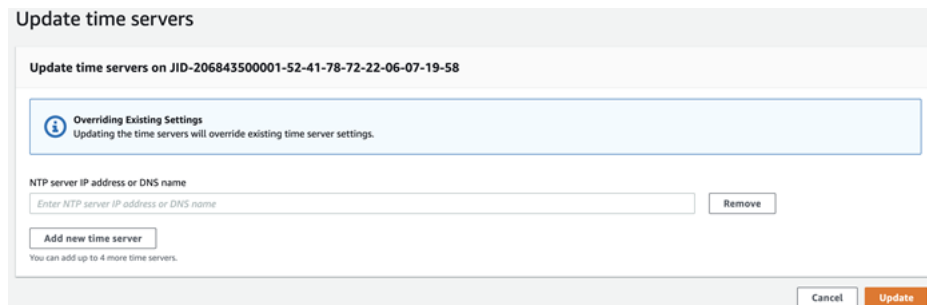 Update time servers
Update time servers on JID-206843500001-52-41-78-72-22-06-07-19-58
Overriding Existing Settings
Updating the time servers will override existing time server settings.
NTP server IP address or DNS name
Enter NTP server IP address or DNS name
Remove
Add new time server
You can add up to 4 more time servers.
Cancel
Update